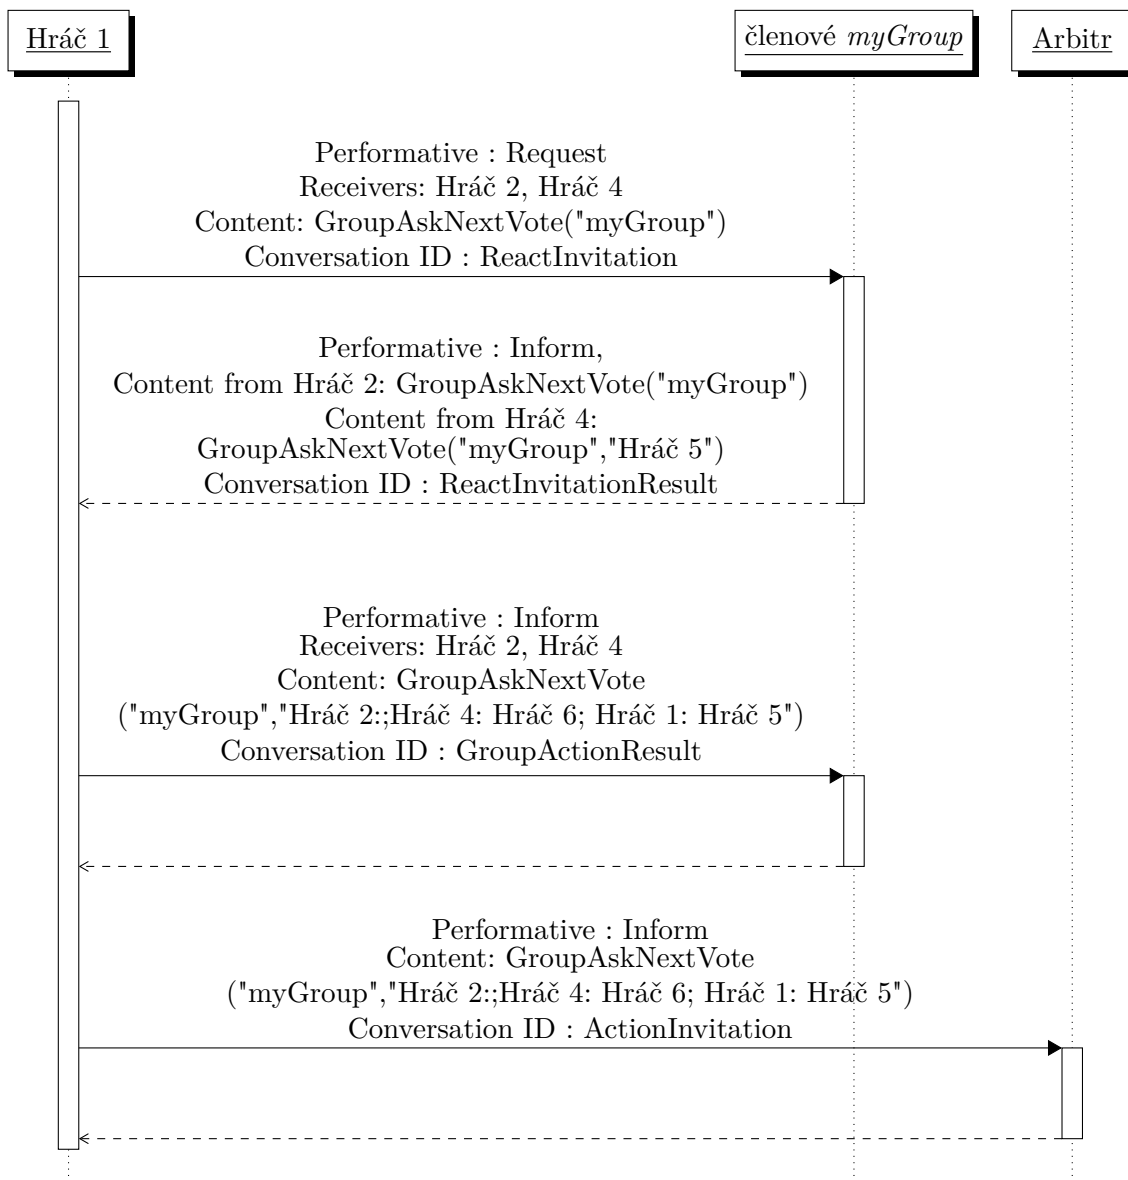 Hráč 1
členové myGroup
Arbitr
Performative : Request
Receivers: Hráč 2, Hráč 4
Content: GroupAskNextVote("myGroup")
Conversation ID : ReactInvitation
Performative : Inform,
Content from Hráč 2: GroupAskNextVote("myGroup")
Content from Hráč 4:
GroupAskNextVote("myGroup","Hráč 5")
Conversation ID : ReactInvitationResult
Performative : Inform
Receivers: Hráč 2, Hráč 4
Content: GroupAskNextVote
("myGroup","Hráč 2:;Hráč 4: Hráč 6; Hráč 1: Hráč 5")
Conversation ID : GroupActionResult
Performative : Inform
Content: GroupAskNextVote
("myGroup","Hráč 2:;Hráč 4: Hráč 6; Hráč 1: Hráč 5")
Conversation ID : ActionInvitation